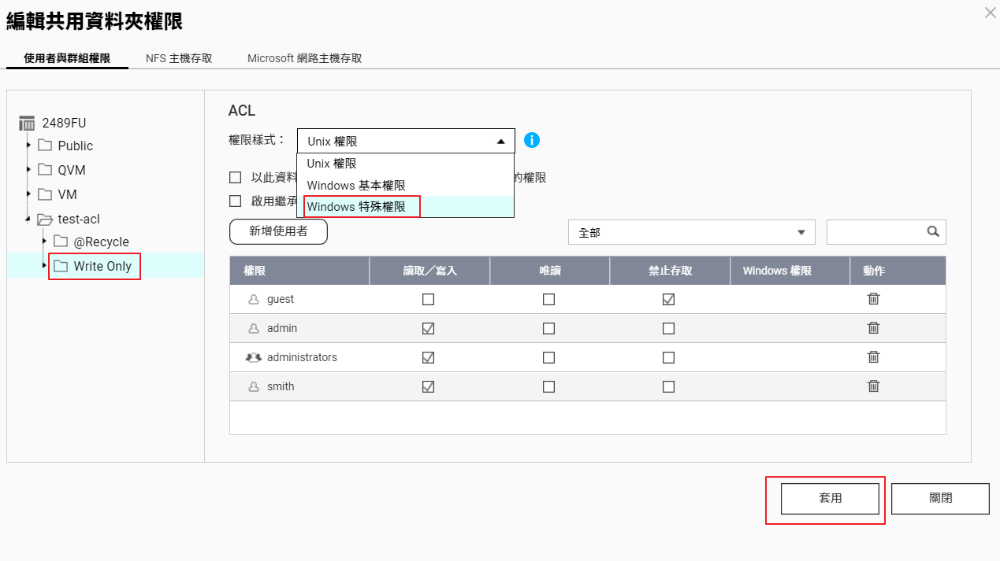 編輯共用資料夾權限
使用者與群組權限 NFS 主機存取 Microsoft 網路主機存取
2489FU
Public
QVM
VM
test-acl
@Recycle
Write Only
ACL
權限樣式： Unix 權限
Unix 權限
Windows 基本權限
Windows 特殊權限
以此資料 的權限
啟用繼承
新增使用者 全部
權限 讀取／寫入 唯讀 禁止存取 Windows 權限 動作
guest
admin
administrators
smith
套用 關閉